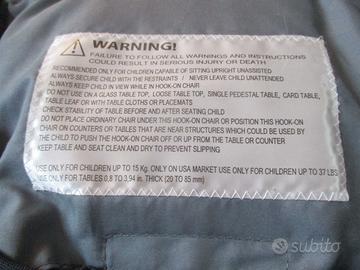 WARNING!
FAILURE TO FOLLOW ALL WARNINGS AND INSTRUCTIONS
COULD RESULT IN SERIOUS INJURY OR DEATH
RECOMMENDED ONLY FOR CHILDREN CAPABLE OF SITTING UPRIGHT UNASSISTED
ALWAYS SECURE CHILD WITH THE RESTRAINTS / NEVER LEAVE CHILD UNATTENDED
ALWAYS KEEP CHILD IN VIEW WHILE IN HOOK-ON CHAIR
DO NOT USE ON A GLASS TABLE TOP, LOOSE TABLE TOP, SINGLE PEDESTAL TABLE, CARD TABLE,
TABLE LEAF OR WITH TABLE CLOTHS OR PLACEMATS
CHECK STABILITY OF TABLE BEFORE AND AFTER SEATING CHILD
DO NOT PLACE ORDINARY CHAIR UNDER THIS HOOK-ON CHAIR OR POSITION THIS HOOK-ON
CHAIR ON COUNTERS OR TABLES THAT ARE NEAR STRUCTURES WHICH COULD BE USED BY
THE CHILD TO PUSH THE HOOK-ON CHAIR OFF OR UP FROM THE TABLE OR COUNTER
KEEP TABLE AND SEAT CLEAN AND DRY TO PREVENT SLIPPING
USE ONLY FOR CHILDREN UP TO 15 Kg. ONLY ON USA MARKET USE ONLY FOR CHILDREN UP TO 37 LBS
USE ONLY FOR TABLES 0,8 TO 3,94 in. THICK (20 TO 85 mm)
subito